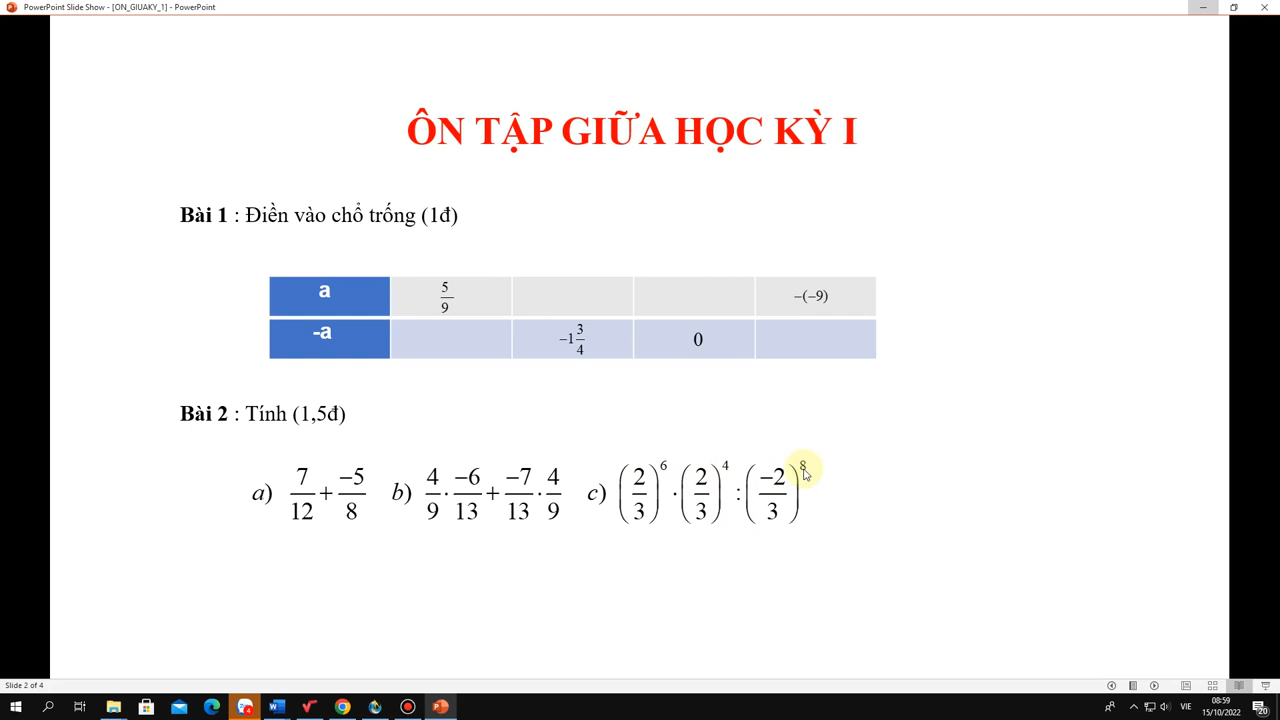 PowerPoint Slide Show - [ON_GIUAKY_1] - PowerPoint
ÔN TẬP GIỮA HỌC KỲ I
Bài 1 : Điền vào chổ trống (1đ)
a 5/9 −(−9)
-a −1 3/4 0
Bài 2 : Tính (1,5đ)
a) 7/12 + −5/8 b) 4/9 · −6/13 + −7/13 · 4/9 c) (2/3)^6 · (2/3)^4 : (−2/3)^8
Slide 2 of 4
08:59
VIE
15/10/2022
20
4